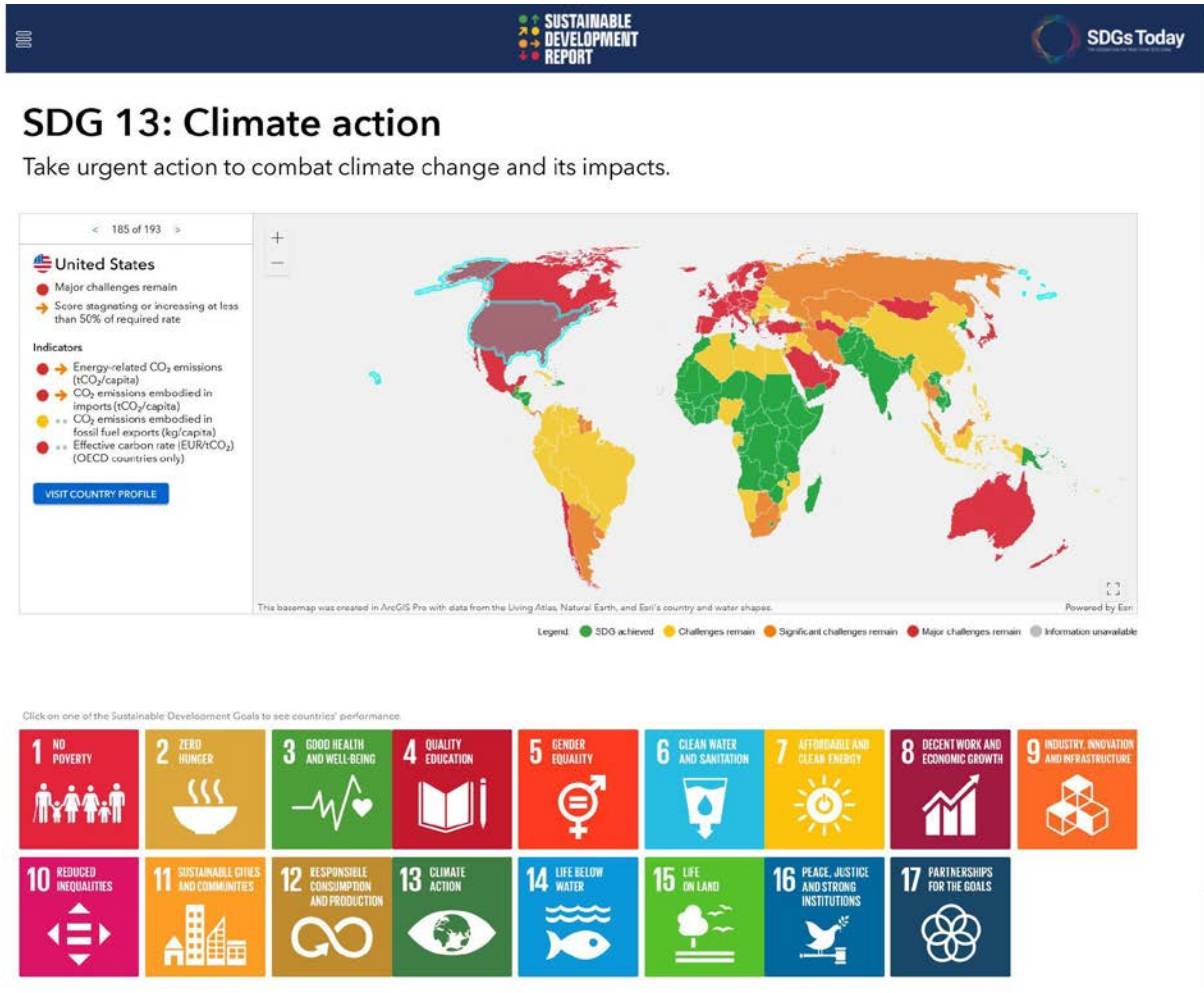 SUSTAINABLE
DEVELOPMENT
REPORT
SDGs Today
SDG 13: Climate action
Take urgent action to combat climate change and its impacts.
< 185 of 193 >
United States
Major challenges remain
Score stagnating or increasing at less
than 50% of required rate
Indicators
Energy-related CO₂ emissions
(tCO₂/capita)
CO₂ emissions embodied in
imports (tCO₂/capita)
CO₂ emissions embodied in
fossil fuel exports (kg/capita)
Effective carbon rate (EUR/tCO₂)
(OECD countries only)
VISIT COUNTRY PROFILE
+
−
This basemap was created in ArcGIS Pro with data from the Living Atlas, Natural Earth, and Esri's country and water shapes.
Powered by Esri
Legend: SDG achieved Challenges remain Significant challenges remain Major challenges remain Information unavailable
Click on one of the Sustainable Development Goals to see countries' performance.
1 NO
POVERTY
2 ZERO
HUNGER
3 GOOD HEALTH
AND WELL-BEING
4 QUALITY
EDUCATION
5 GENDER
EQUALITY
6 CLEAN WATER
AND SANITATION
7 AFFORDABLE AND
CLEAN ENERGY
8 DECENT WORK AND
ECONOMIC GROWTH
9 INDUSTRY, INNOVATION
AND INFRASTRUCTURE
10 REDUCED
INEQUALITIES
11 SUSTAINABLE CITIES
AND COMMUNITIES
12 RESPONSIBLE
CONSUMPTION
AND PRODUCTION
13 CLIMATE
ACTION
14 LIFE BELOW
WATER
15 LIFE
ON LAND
16 PEACE, JUSTICE
AND STRONG
INSTITUTIONS
17 PARTNERSHIPS
FOR THE GOALS